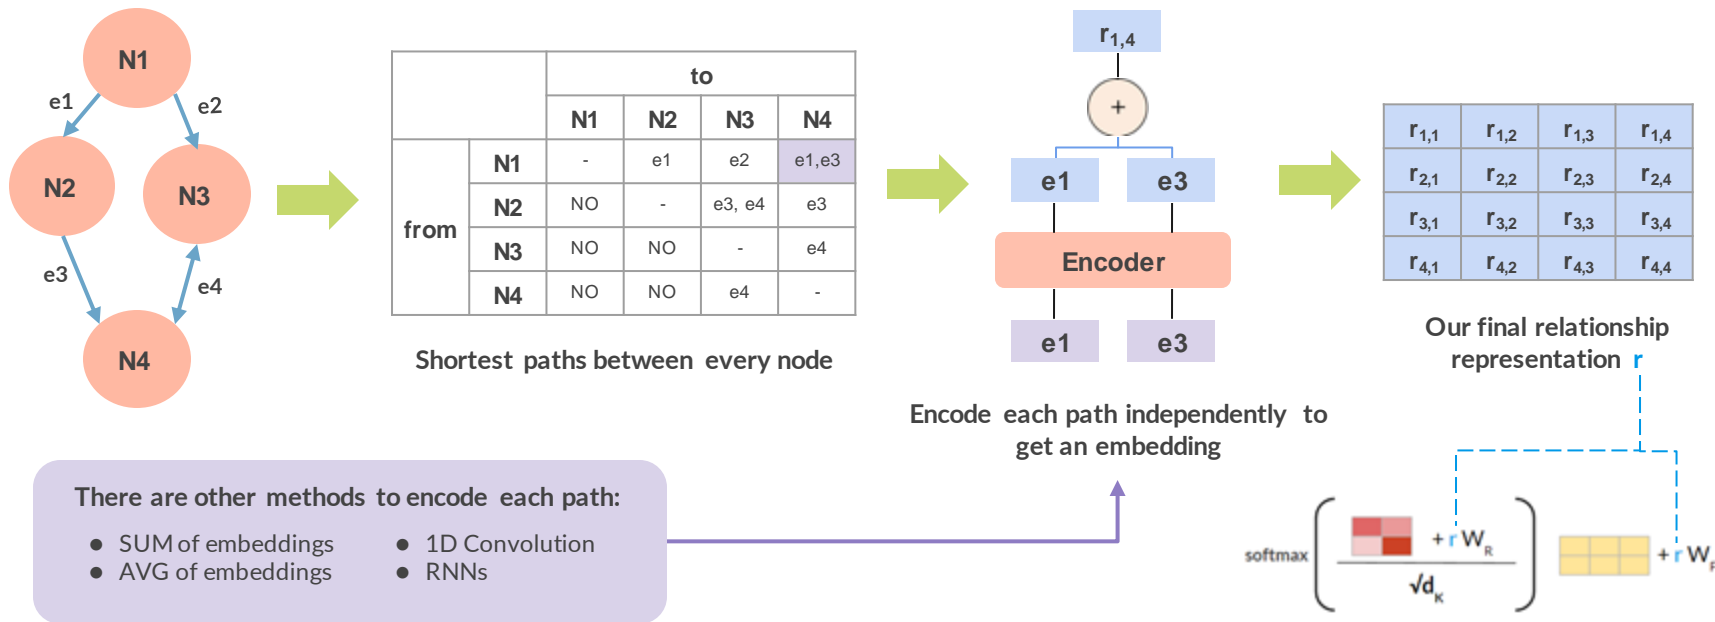 N1
e1
e2
N2
N3
e3
e4
N4
to
N1 N2 N3 N4
from
N1 - e1 e2 e1,e3
N2 NO - e3, e4 e3
N3 NO NO - e4
N4 NO NO e4 -
Shortest paths between every node
r1,4
+
e1 e3
Encoder
e1 e3
Encode each path independently to
get an embedding
r1,1 r1,2 r1,3 r1,4
r2,1 r2,2 r2,3 r2,4
r3,1 r3,2 r3,3 r3,4
r4,1 r4,2 r4,3 r4,4
Our final relationship
representation r
There are other methods to encode each path:
● SUM of embeddings ● 1D Convolution
● AVG of embeddings ● RNNs
softmax ( + r WR ) + r W
√dK